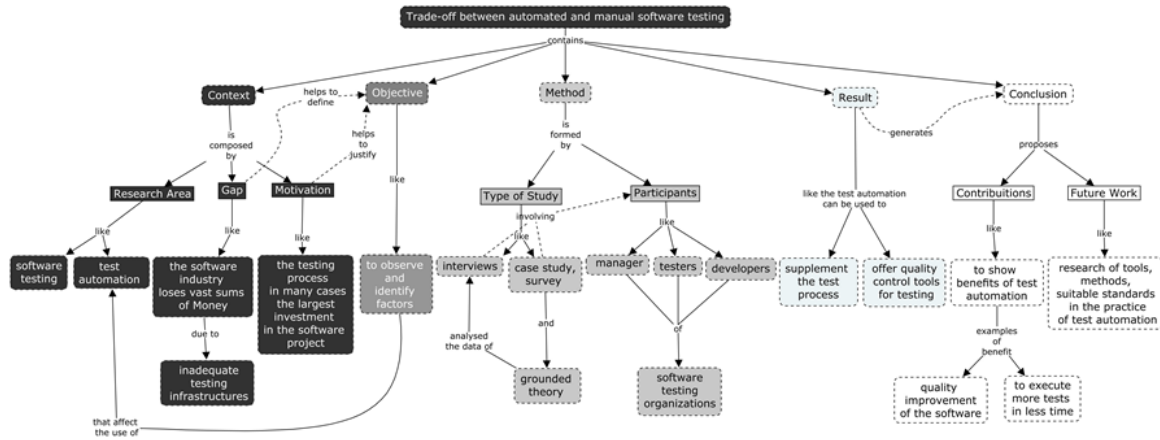 Trade-off between automated and manual software testing
contains
Context
Objective
Method
Result
Conclusion
helps to
define
helps
to
justify
generates
is
composed
by
is
formed
by
proposes
like
like the test automation
can be used to
Research Area
Gap
Motivation
Type of Study
Participants
Contribuitions
Future Work
involving
like
like
like
like
like
like
like
software
testing
test
automation
the software
industry
loses vast sums
of Money
the testing
process
in many cases
the largest
investment
in the software
project
to observe
and
identify
factors
interviews
case study,
survey
manager
testers
developers
supplement
the test
process
offer quality
control tools
for testing
to show
benefits of test
automation
research of tools,
methods,
suitable standards
in the practice
of test automation
due to
analysed
the data of
and
of
examples
of
benefit
inadequate
testing
infrastructures
grounded
theory
software
testing
organizations
quality
improvement
of the software
to execute
more tests
in less time
that affect
the use of